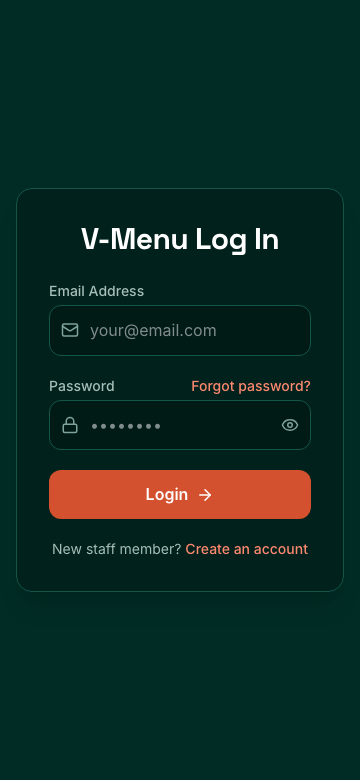 V-Menu Log In
Email Address
your@email.com
Password Forgot password?
••••••••
Login →
New staff member? Create an account